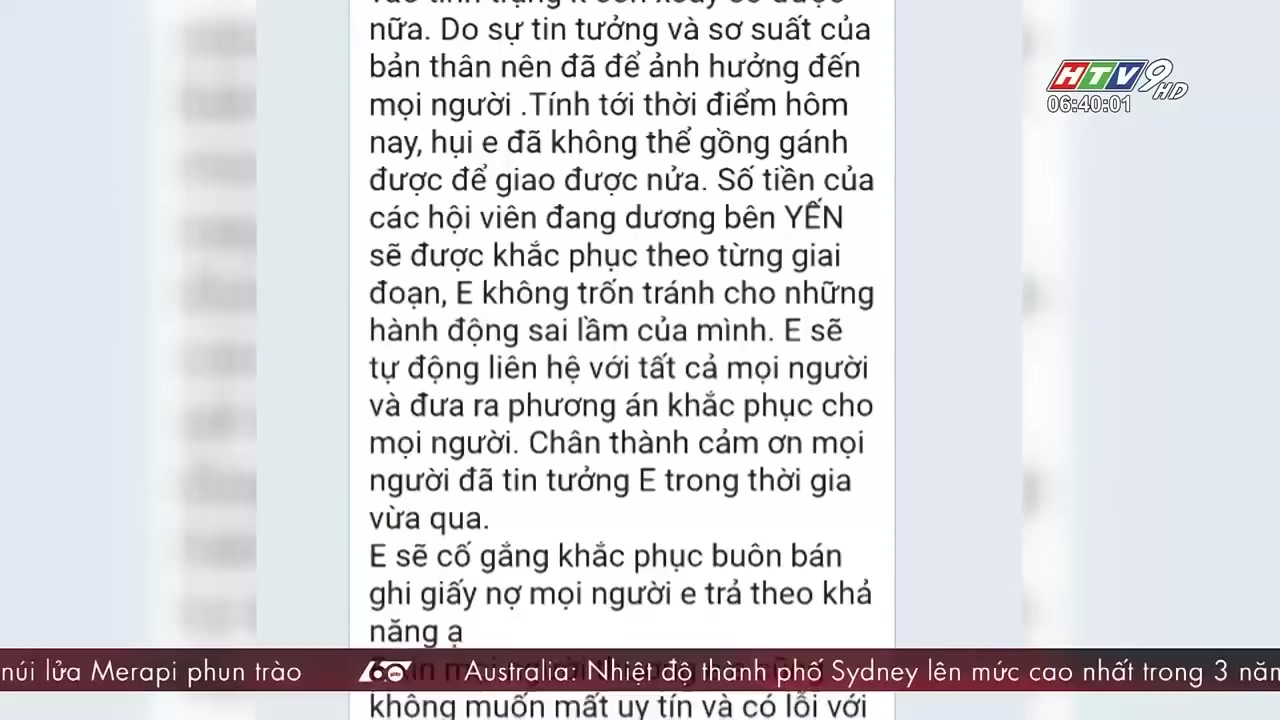 nữa. Do sự tin tưởng và sơ suất của
bản thân nên đã để ảnh hưởng đến
mọi người .Tính tới thời điểm hôm
nay, hụi e đã không thể gồng gánh
được để giao được nửa. Số tiền của
các hội viên đang dương bên YẾN
sẽ được khắc phục theo từng giai
đoạn, E không trốn tránh cho những
hành động sai lầm của mình. E sẽ
tự động liên hệ với tất cả mọi người
và đưa ra phương án khắc phục cho
mọi người. Chân thành cảm ơn mọi
người đã tin tưởng E trong thời gia
vừa qua.
E sẽ cố gắng khắc phục buôn bán
ghi giấy nợ mọi người e trả theo khả
năng ạ
không muốn mất uy tín và có lỗi với
HTV9 HD
06:40:01
núi lửa Merapi phun trào 60 Australia: Nhiệt độ thành phố Sydney lên mức cao nhất trong 3 năm